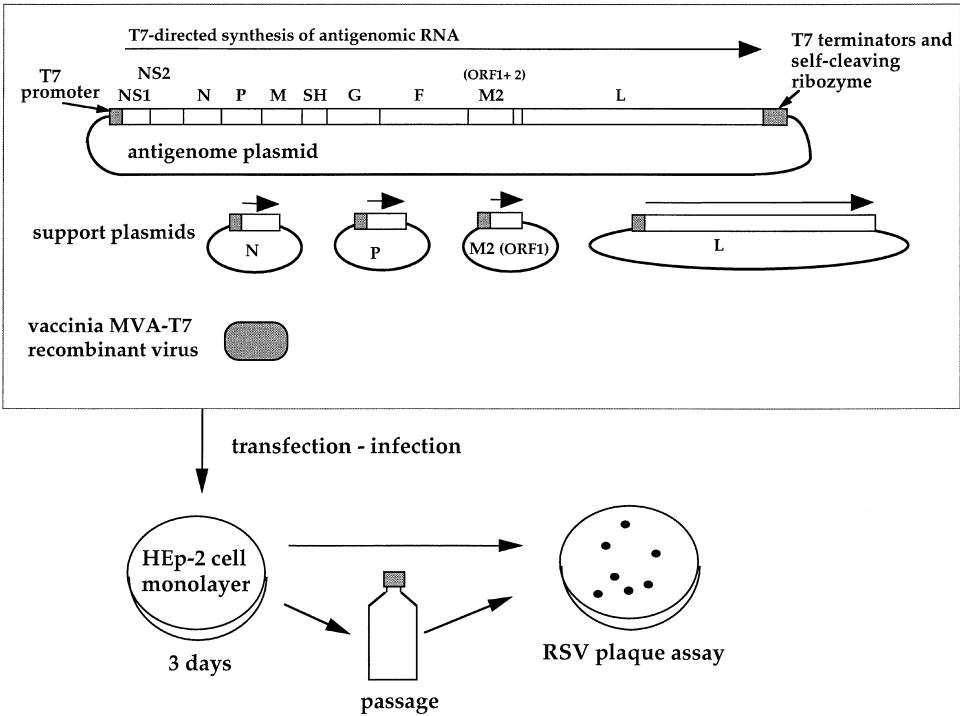 T7-directed synthesis of antigenomic RNA
T7 terminators and
self-cleaving
ribozyme
T7
promoter
NS2
(ORF1+ 2)
NS1 N P M SH G F M2 L
antigenome plasmid
support plasmids
N
P
M2 (ORF1)
L
vaccinia MVA-T7
recombinant virus
transfection - infection
HEp-2 cell
monolayer
3 days
passage
RSV plaque assay